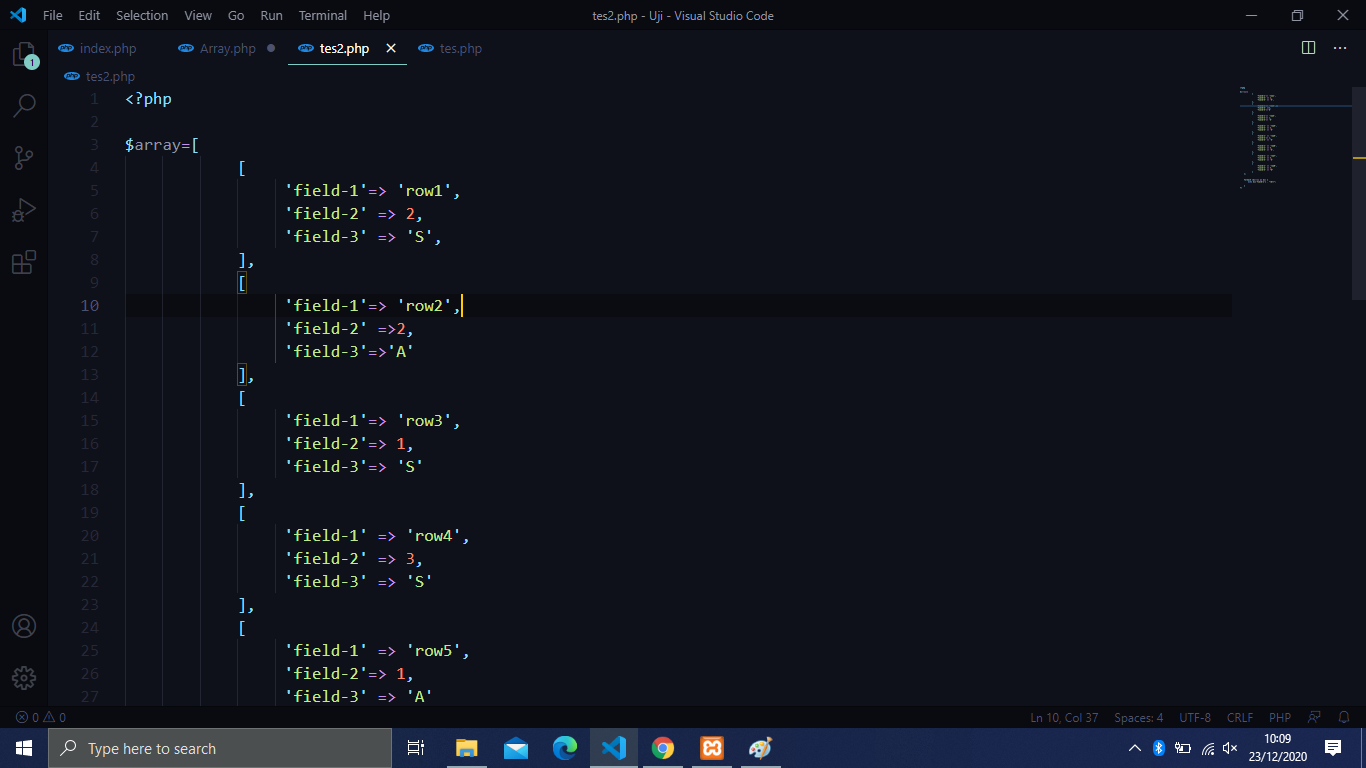 File Edit Selection View Go Run Terminal Help tes2.php - Uji - Visual Studio Code
php index.php php Array.php php tes2.php php tes.php
1
php tes2.php
1 <?php
2
3 $array=[
4 [
5 'field-1'=> 'row1',
6 'field-2' => 2,
7 'field-3' => 'S',
8 ],
9 [
10 'field-1'=> 'row2',
11 'field-2' =>2,
12 'field-3'=>'A'
13 ],
14 [
15 'field-1'=> 'row3',
16 'field-2'=> 1,
17 'field-3'=> 'S'
18 ],
19 [
20 'field-1' => 'row4',
21 'field-2' => 3,
22 'field-3' => 'S'
23 ],
24 [
25 'field-1' => 'row5',
26 'field-2'=> 1,
27 'field-3' => 'A'
0 0 Ln 10, Col 37 Spaces: 4 UTF-8 CRLF PHP
Type here to search
10:09
23/12/2020